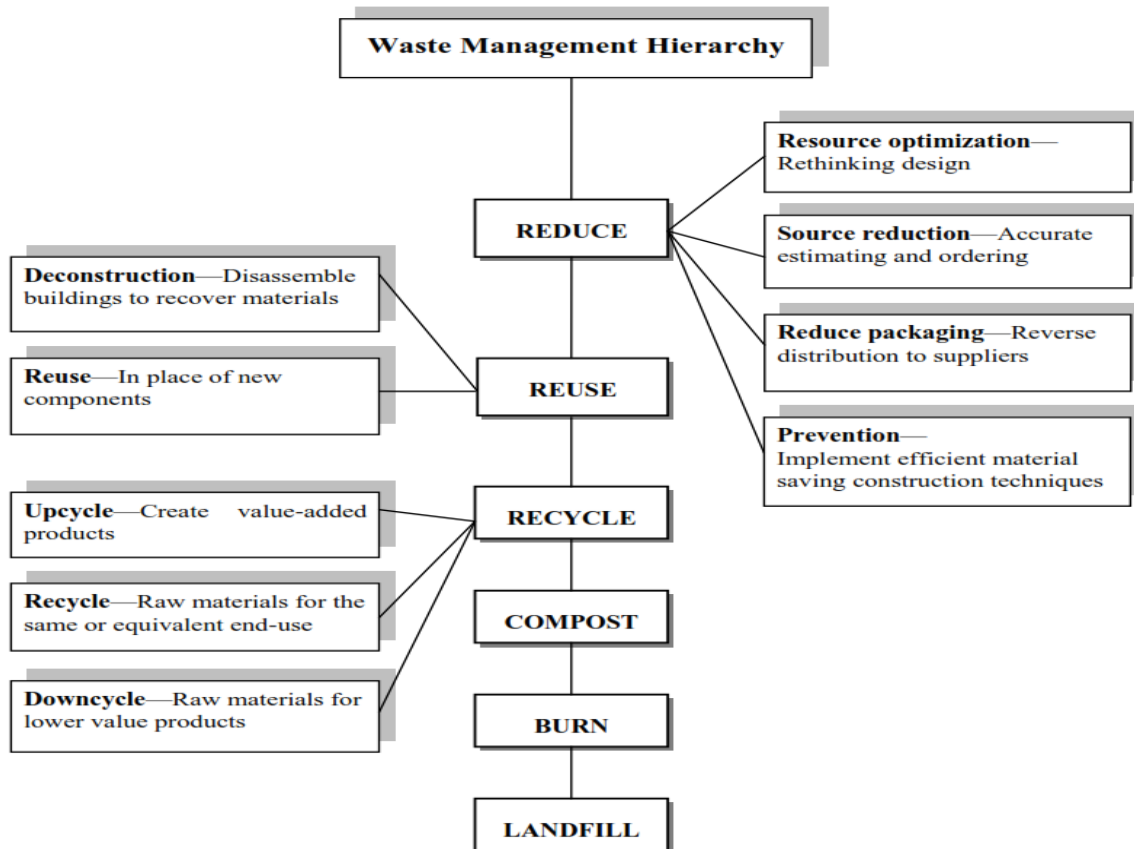 Waste Management Hierarchy
REDUCE
Resource optimization—
Rethinking design
Source reduction—Accurate
estimating and ordering
Reduce packaging—Reverse
distribution to suppliers
Prevention—
Implement efficient material
saving construction techniques
REUSE
Deconstruction—Disassemble
buildings to recover materials
Reuse—In place of new
components
RECYCLE
Upcycle—Create value-added
products
Recycle—Raw materials for the
same or equivalent end-use
Downcycle—Raw materials for
lower value products
COMPOST
BURN
LANDFILL